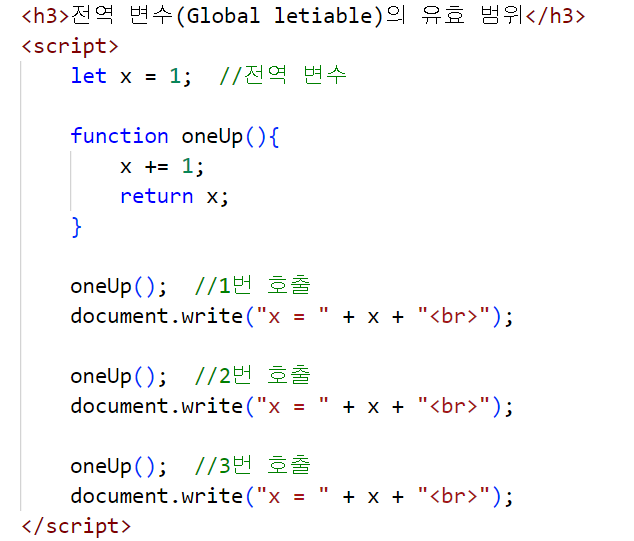 <h3>전역 변수(Global letiable)의 유효 범위</h3>
<script>
let x = 1;  //전역 변수
function oneUp(){
x += 1;
return x;
}
oneUp();  //1번 호출
document.write("x = " + x + "<br>");
oneUp();  //2번 호출
document.write("x = " + x + "<br>");
oneUp();  //3번 호출
document.write("x = " + x + "<br>");
</script>